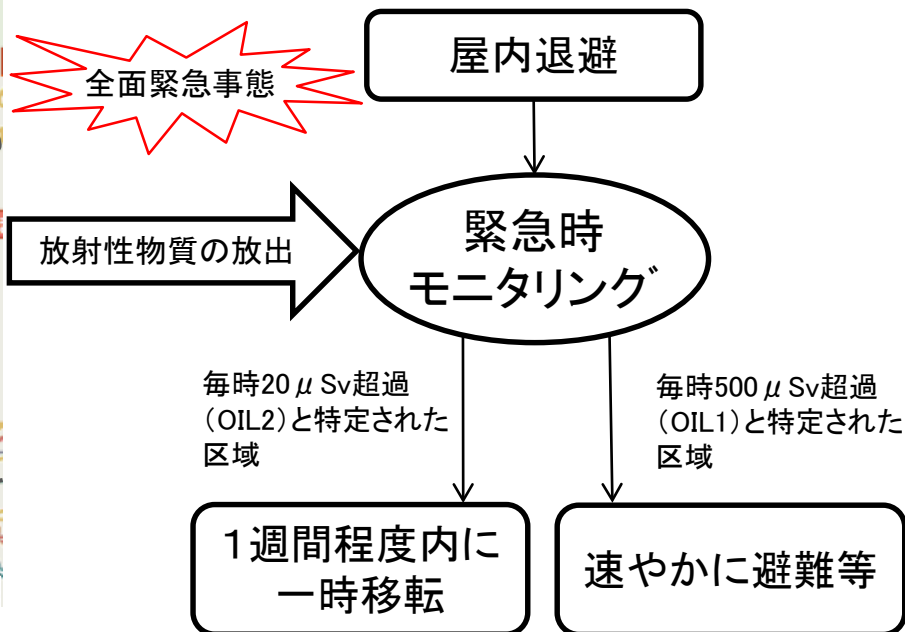 全面緊急事態
屋内退避
放射性物質の放出
緊急時
モニタリング
毎時20μSv超過
(OIL2)と特定された
区域
毎時500μSv超過
(OIL1)と特定された
区域
1週間程度内に
一時移転
速やかに避難等